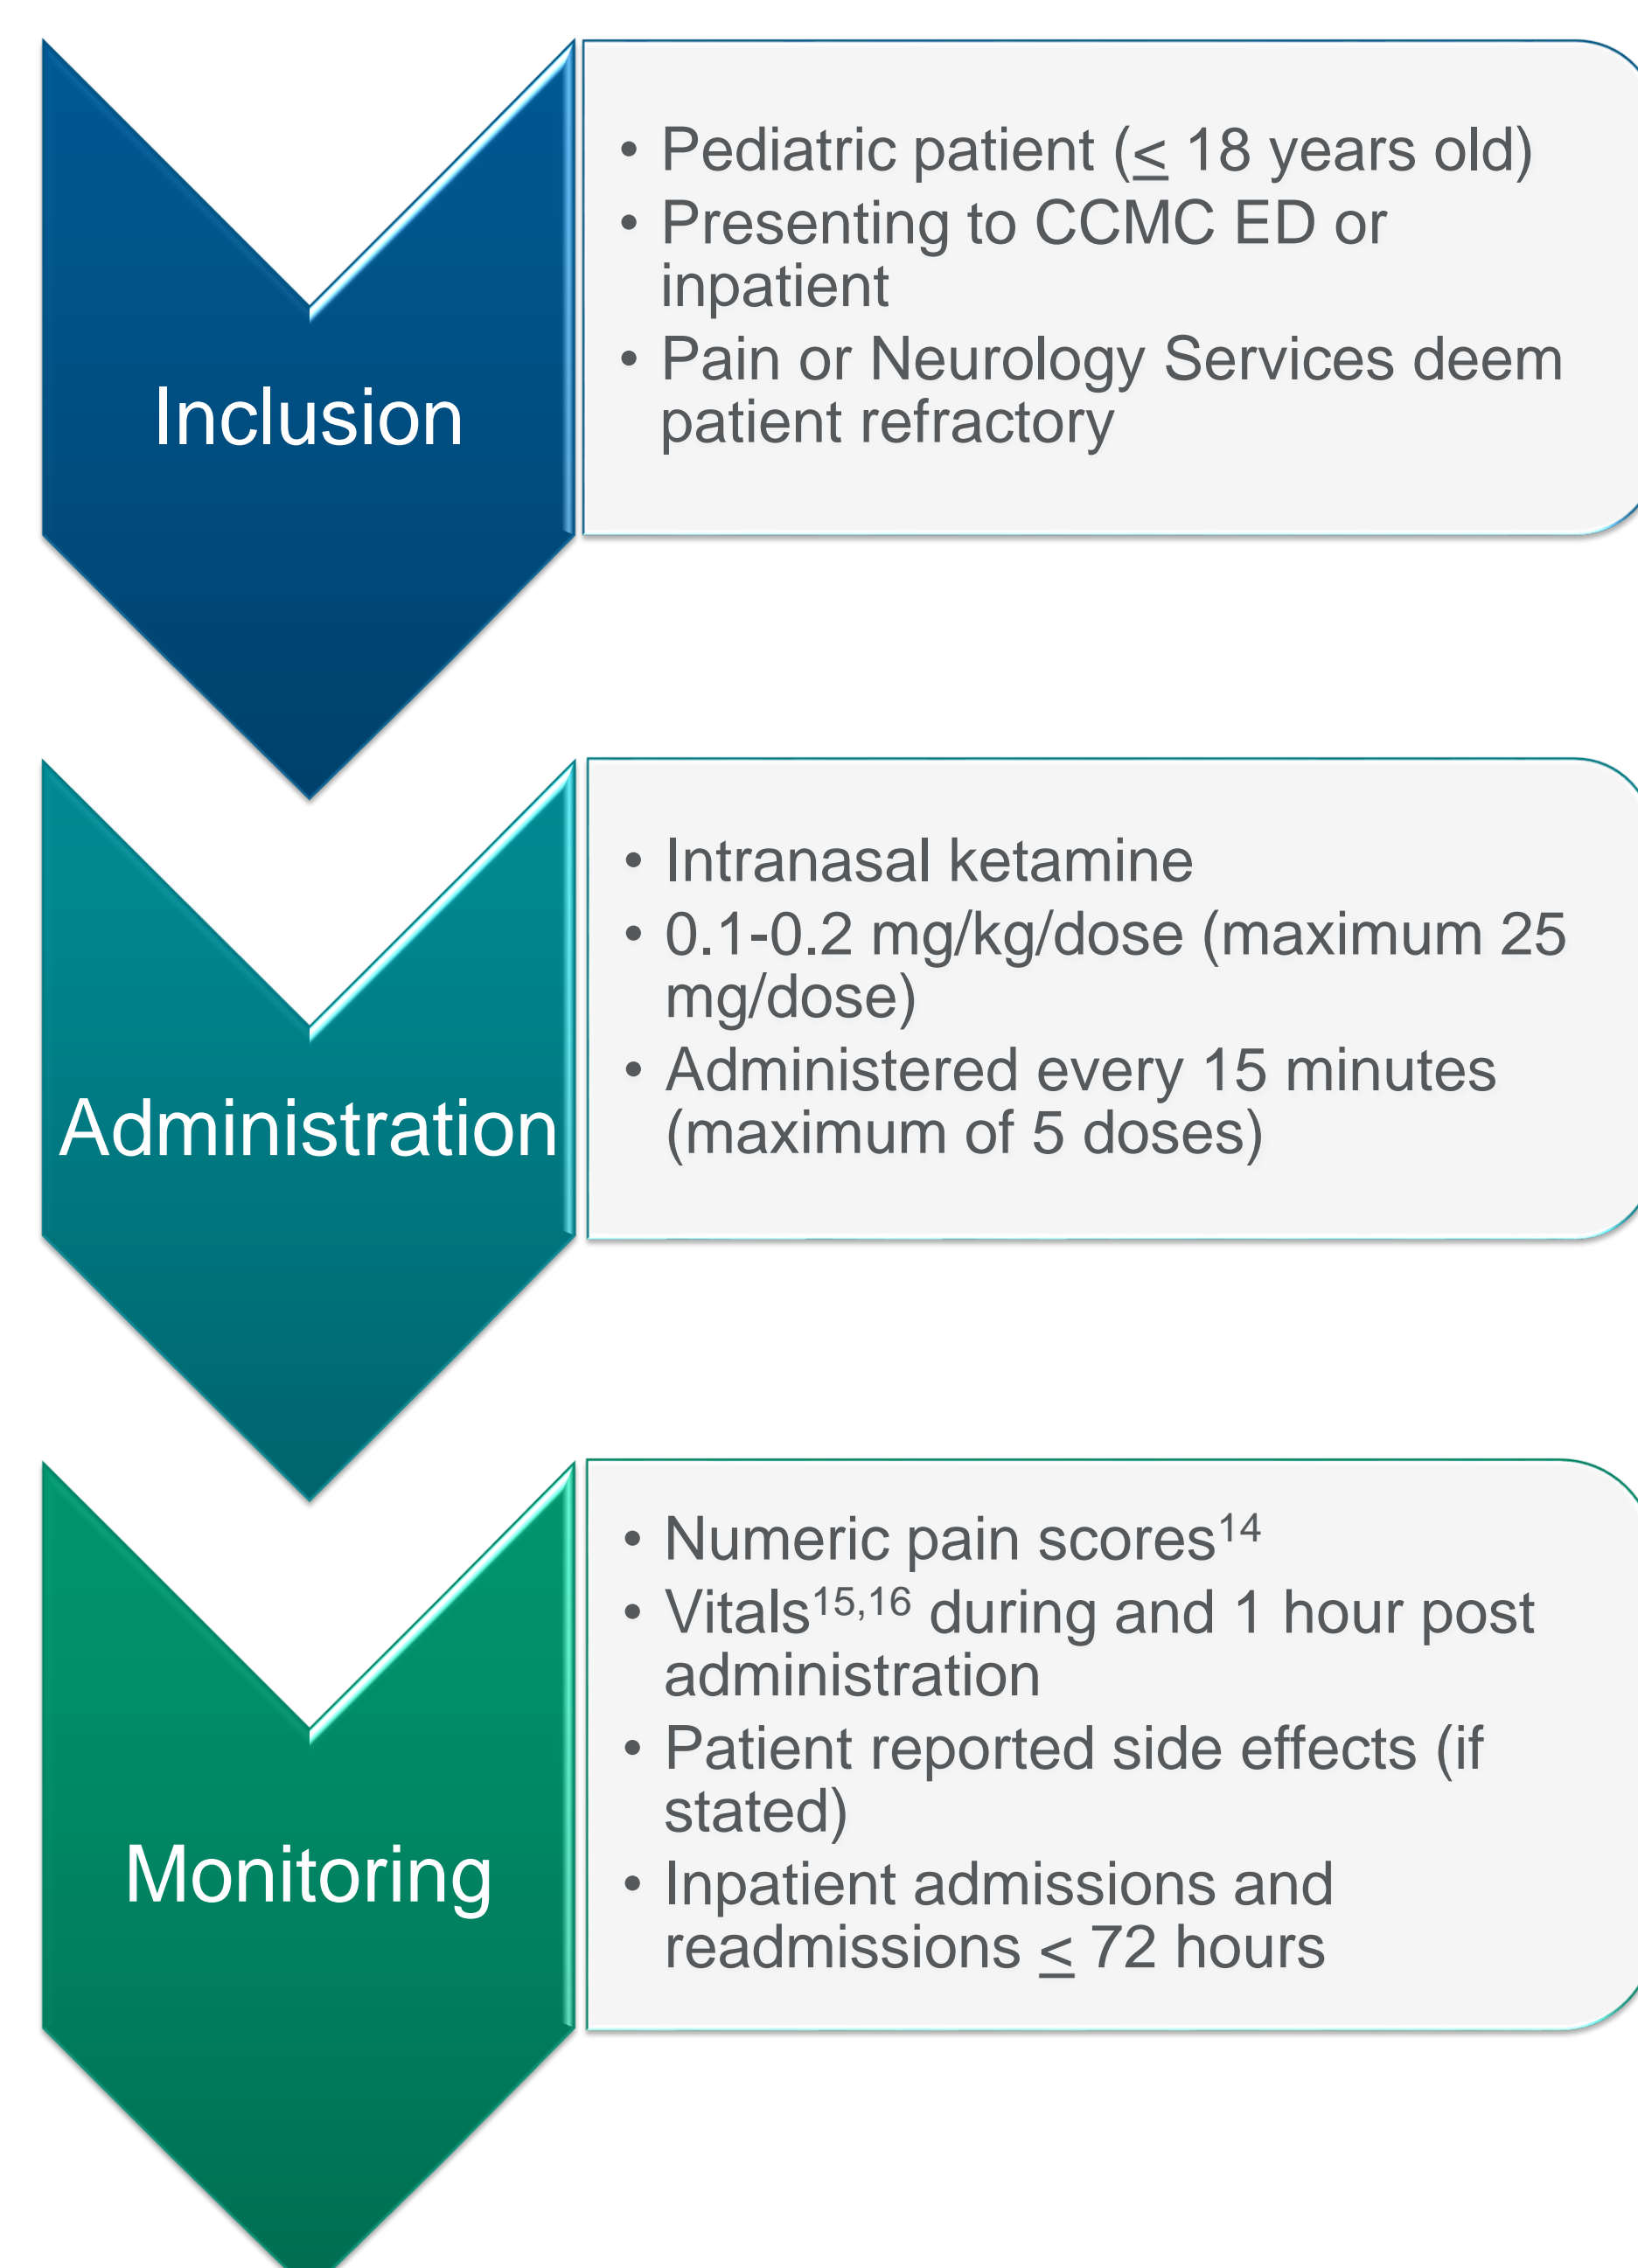 Inclusion
• Pediatric patient (≤ 18 years old)
• Presenting to CCMC ED or
inpatient
• Pain or Neurology Services deem
patient refractory
Administration
• Intranasal ketamine
• 0.1-0.2 mg/kg/dose (maximum 25
mg/dose)
• Administered every 15 minutes
(maximum of 5 doses)
Monitoring
• Numeric pain scores¹⁴
• Vitals¹⁵,¹⁶ during and 1 hour post
administration
• Patient reported side effects (if
stated)
• Inpatient admissions and
readmissions ≤ 72 hours